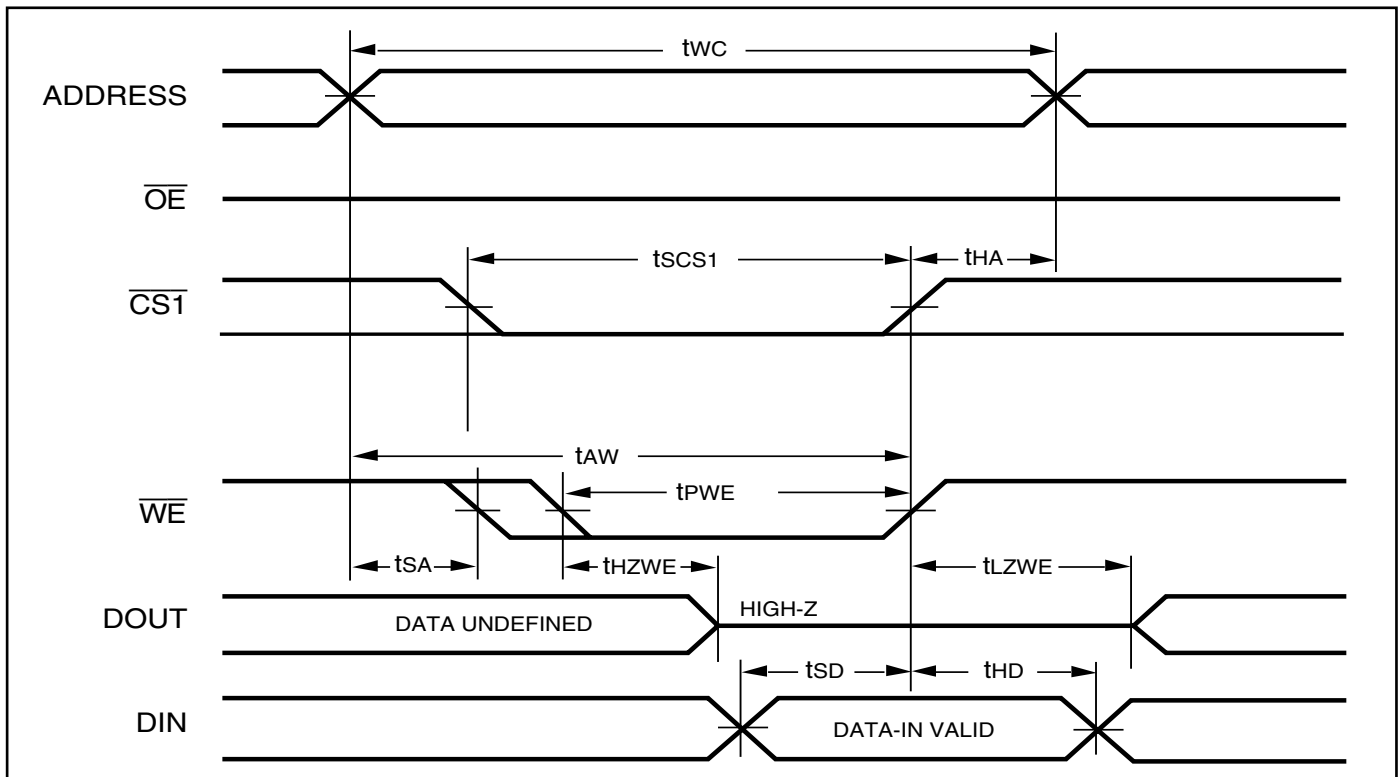 tWC
ADDRESS
OE
tSCS1
tHA
CS1
tAW
tPWE
WE
tSA
tHZWE
tLZWE
DOUT
DATA UNDEFINED
HIGH-Z
tSD
tHD
DIN
DATA-IN VALID